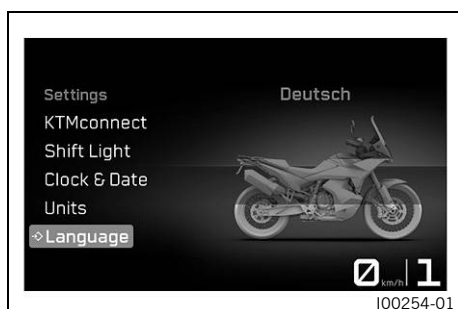 Settings
Deutsch
KTMconnect
Shift Light
Clock & Date
Units
Language
0 km/h 1
I00254-01